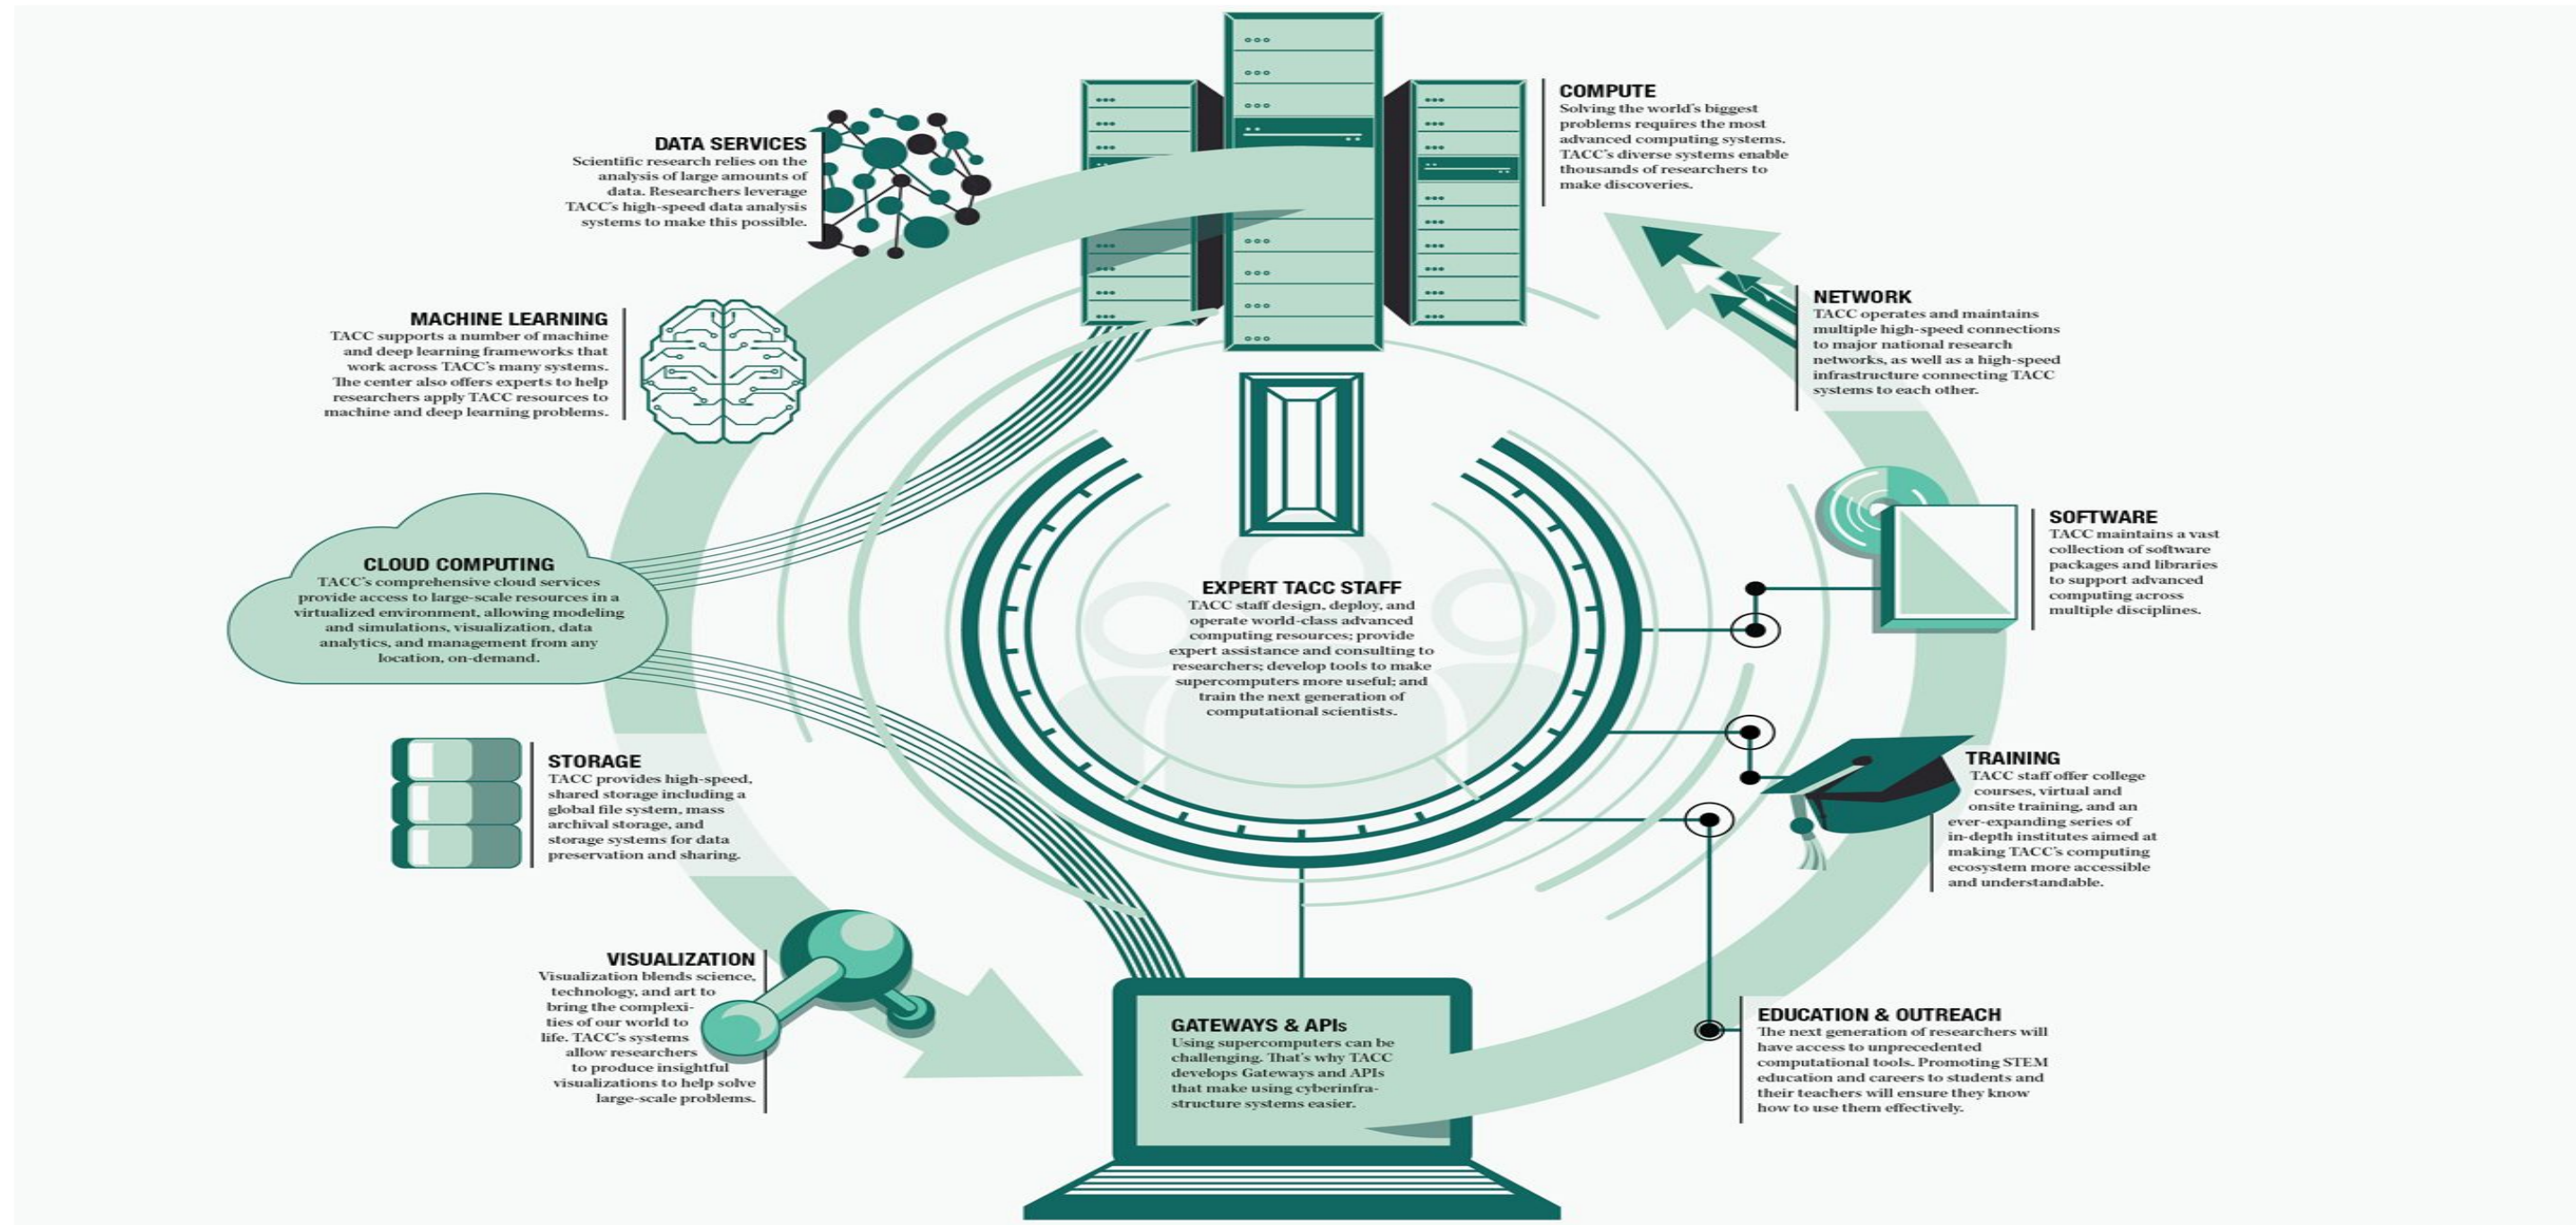 COMPUTE
Solving the world's biggest
problems requires the most
advanced computing systems.
TACC's diverse systems enable
thousands of researchers to
make discoveries.
DATA SERVICES
Scientific research relies on the
analysis of large amounts of
data. Researchers leverage
TACC's high-speed data analysis
systems to make this possible.
NETWORK
TACC operates and maintains
multiple high-speed connections
to major national research
networks, as well as a high-speed
infrastructure connecting TACC
systems to each other.
MACHINE LEARNING
TACC supports a number of machine
and deep learning frameworks that
work across TACC's many systems.
The center also offers experts to help
researchers apply TACC resources to
machine and deep learning problems.
SOFTWARE
TACC maintains a vast
collection of software
packages and libraries
to support advanced
computing across
multiple disciplines.
CLOUD COMPUTING
TACC's comprehensive cloud services
provide access to large-scale resources in a
virtualized environment, allowing modeling
and simulations, visualization, data
analytics, and management from any
location, on-demand.
EXPERT TACC STAFF
TACC staff design, deploy, and
operate world-class advanced
computing resources; provide
expert assistance and consulting to
researchers; develop tools to make
supercomputers more useful; and
train the next generation of
computational scientists.
STORAGE
TACC provides high-speed,
shared storage including a
global file system, mass
archival storage, and
storage systems for data
preservation and sharing.
TRAINING
TACC staff offer college
courses, virtual and
onsite training, and an
ever-expanding series of
in-depth institutes aimed at
making TACC's computing
ecosystem more accessible
and understandable.
VISUALIZATION
Visualization blends science,
technology, and art to
bring the complexi-
ties of our world to
life. TACC's systems
allow researchers
to produce insightful
visualizations to help solve
large-scale problems.
GATEWAYS & APIs
Using supercomputers can be
challenging. That's why TACC
develops Gateways and APIs
that make using cyberinfra-
structure systems easier.
EDUCATION & OUTREACH
The next generation of researchers will
have access to unprecedented
computational tools. Promoting STEM
education and careers to students and
their teachers will ensure they know
how to use them effectively.